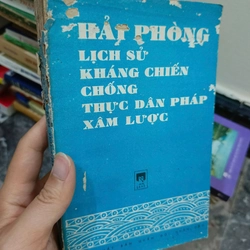 HẢI PHÒNG
LỊCH SỬ
KHÁNG CHIẾN
CHỐNG
THỰC DÂN PHÁP
XÂM LƯỢC